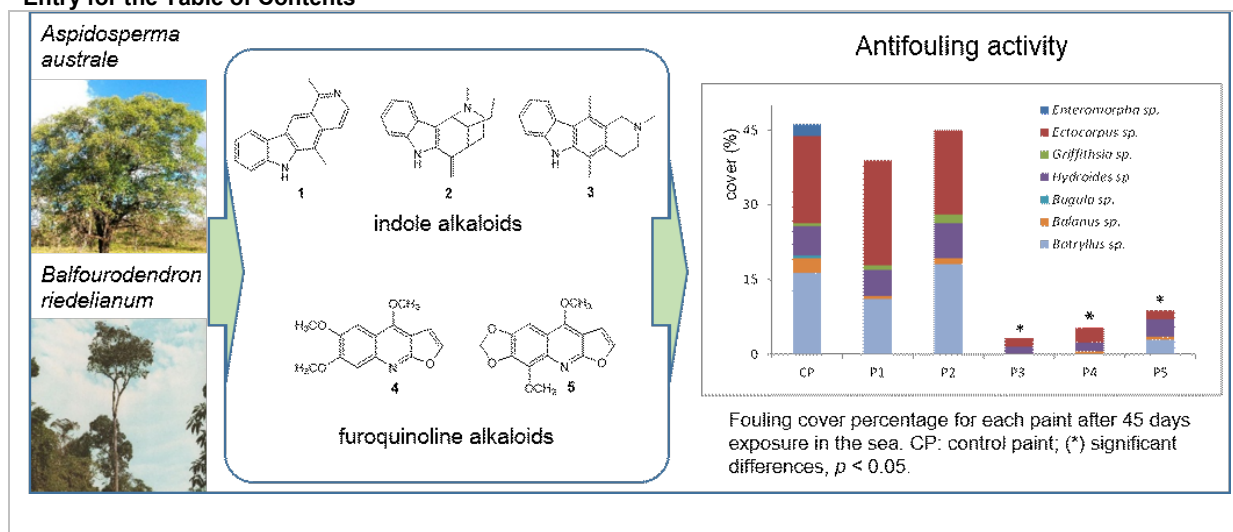 Entry for the Table of Contents
Aspidosperma
australe
Balfourodendron
riedelianum
N
N
H
1
N
N
H
2
N
N
H
3
indole alkaloids
OCH₃
H₃CO
H₃CO
N
O
4
OCH₃
O
O
N
O
OCH₃
5
furoquinoline alkaloids
Antifouling activity
cover (%)
45
30
15
0
Enteromorpha sp.
Ectocarpus sp.
Griffithsia sp.
Hydroides sp
Bugula sp.
Balanus sp.
Botryllus sp.
* * *
CP P1 P2 P3 P4 P5
Fouling cover percentage for each paint after 45 days
exposure in the sea. CP: control paint; (*) significant
differences, p < 0.05.